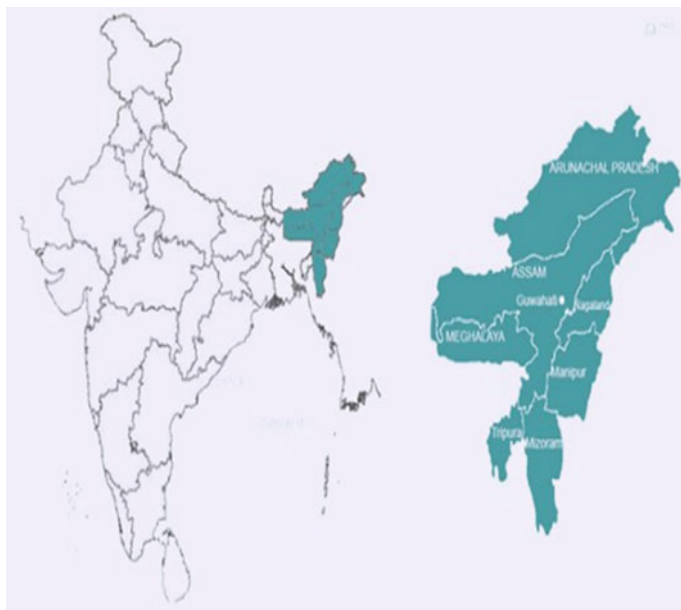 ARUNACHAL PRADESH
ASSAM
Guwahati
Nagaland
MEGHALAYA
Manipur
Tripura
Mizoram